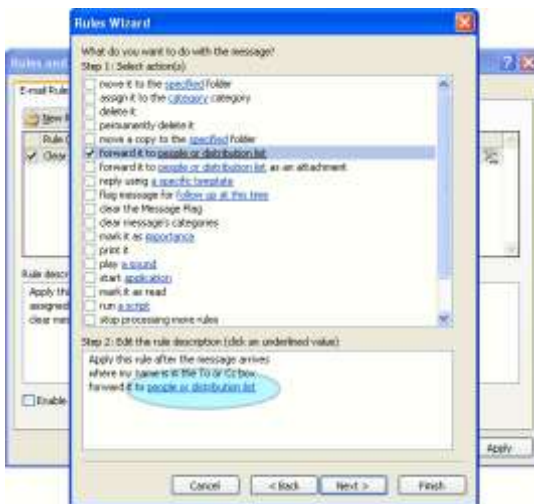 Rules Wizard
What do you want to do with the message?
Step 1: Select action(s)
move it to the specified folder
assign it to the category category
delete it
permanently delete it
move a copy to the specified folder
forward it to people or distribution list
forward it to people or distribution list as an attachment
reply using a specific template
flag message for follow up at this time
clear the Message Flag
clear message's categories
mark it as importance
print it
play a sound
start application
mark it as read
run a script
stop processing more rules
Step 2: Edit the rule description (click an underlined value)
Apply this rule after the message arrives
where my name is in the To or Cc box
forward it to people or distribution list
Cancel
< Back
Next >
Finish
Rules and
E-mail Rule
New
Rule
Clear
Rule descr
Apply this
assigned
clear mes
Enable
Apply